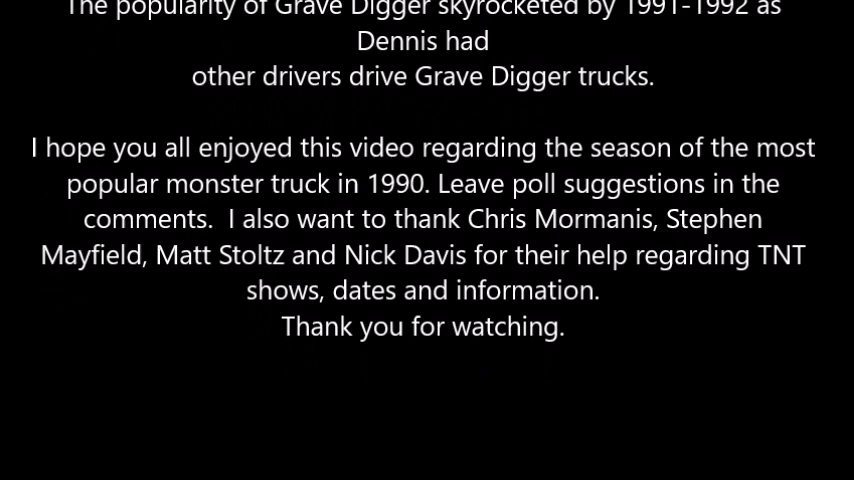 The popularity of Grave Digger skyrocketed by 1991-1992 as
Dennis had
other drivers drive Grave Digger trucks.
I hope you all enjoyed this video regarding the season of the most
popular monster truck in 1990. Leave poll suggestions in the
comments.  I also want to thank Chris Mormanis, Stephen
Mayfield, Matt Stoltz and Nick Davis for their help regarding TNT
shows, dates and information.
Thank you for watching.